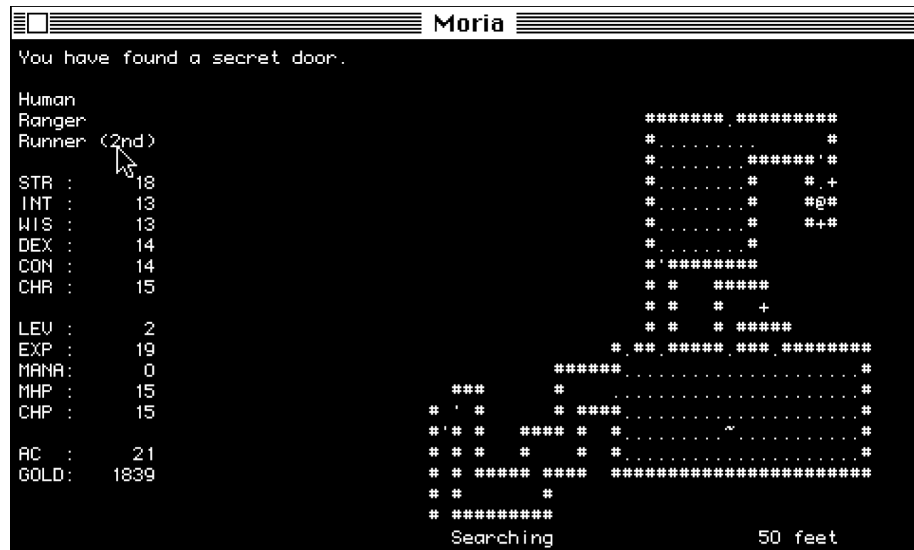 Moria
You have found a secret door.
Human
Ranger
Runner (2nd)
STR : 18
INT : 13
WIS : 13
DEX : 14
CON : 14
CHR : 15
LEV : 2
EXP : 19
MANA: 0
MHP : 15
CHP : 15
AC : 21
GOLD: 1839
Searching 50 feet